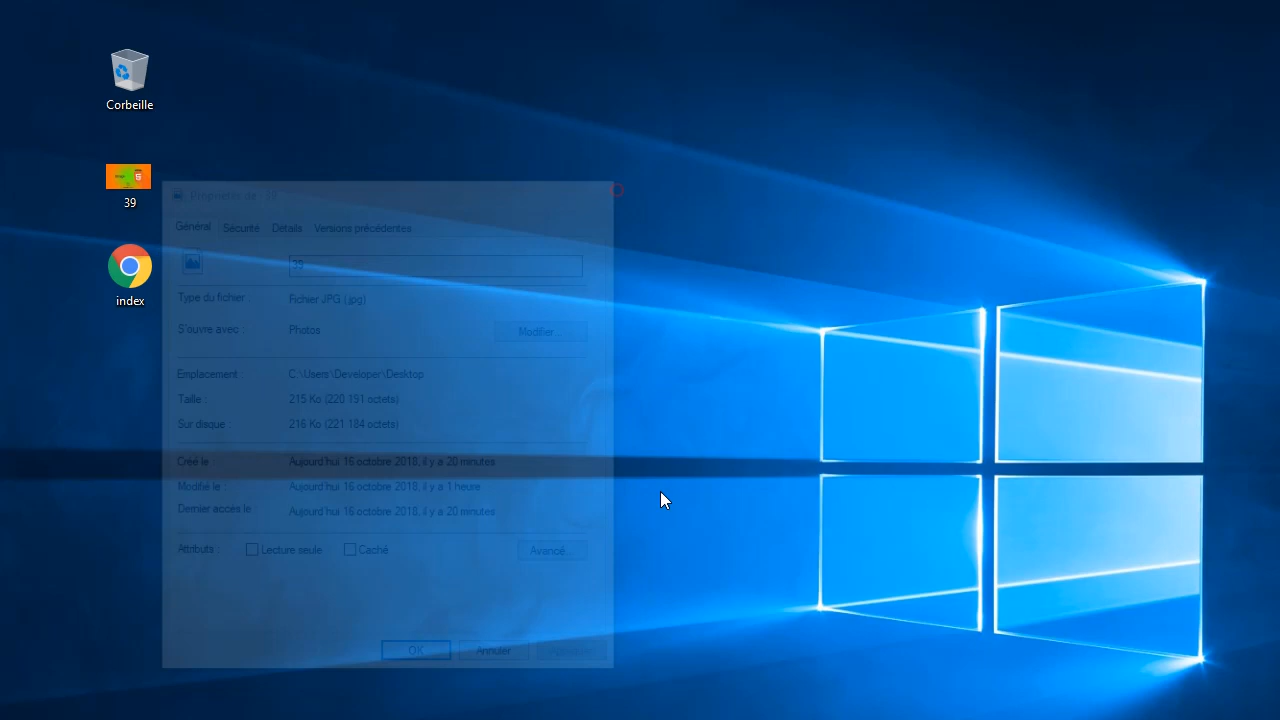 Corbeille
39
index
Propriétés de : 39
Général Sécurité Détails Versions précédentes
39
Type du fichier : Fichier JPG (.jpg)
S'ouvre avec : Photos Modifier...
Emplacement : C:\Users\Developer\Desktop
Taille : 215 Ko (220 191 octets)
Sur disque : 216 Ko (221 184 octets)
Créé le : Aujourd'hui 16 octobre 2018, il y a 20 minutes
Modifié le : Aujourd'hui 16 octobre 2018, il y a 1 heure
Dernier accès le : Aujourd'hui 16 octobre 2018, il y a 20 minutes
Attributs : Lecture seule Caché Avancé...
OK Annuler